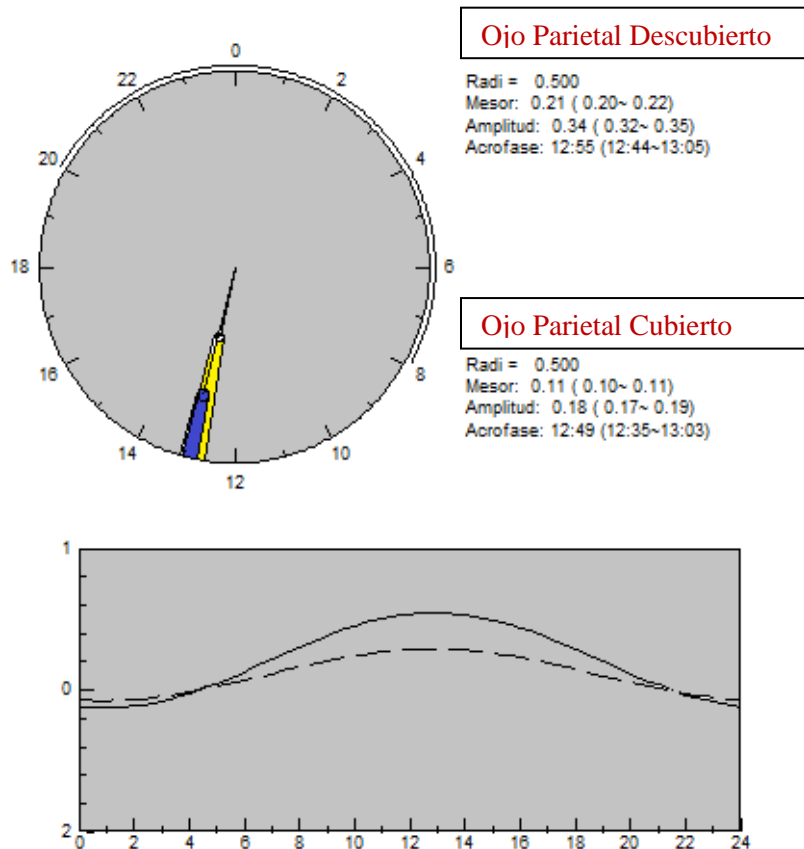 Ojo Parietal Descubierto
Radi = 0.500
Mesor: 0.21 ( 0.20~ 0.22)
Amplitud: 0.34 ( 0.32~ 0.35)
Acrofase: 12:55 (12:44~13:05)
0
2
4
6
8
10
12
14
16
18
20
22
Ojo Parietal Cubierto
Radi = 0.500
Mesor: 0.11 ( 0.10~ 0.11)
Amplitud: 0.18 ( 0.17~ 0.19)
Acrofase: 12:49 (12:35~13:03)
1
0
2
0 2 4 6 8 10 12 14 16 18 20 22 24